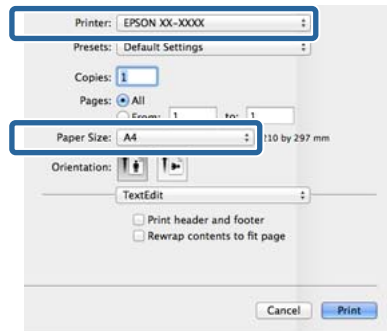 Printer: EPSON XX-XXXX
Presets: Default Settings
Copies: 1
Pages: All
From: 1 to: 1
Paper Size: A4 210 by 297 mm
Orientation:
TextEdit
Print header and footer
Rewrap contents to fit page
Cancel Print